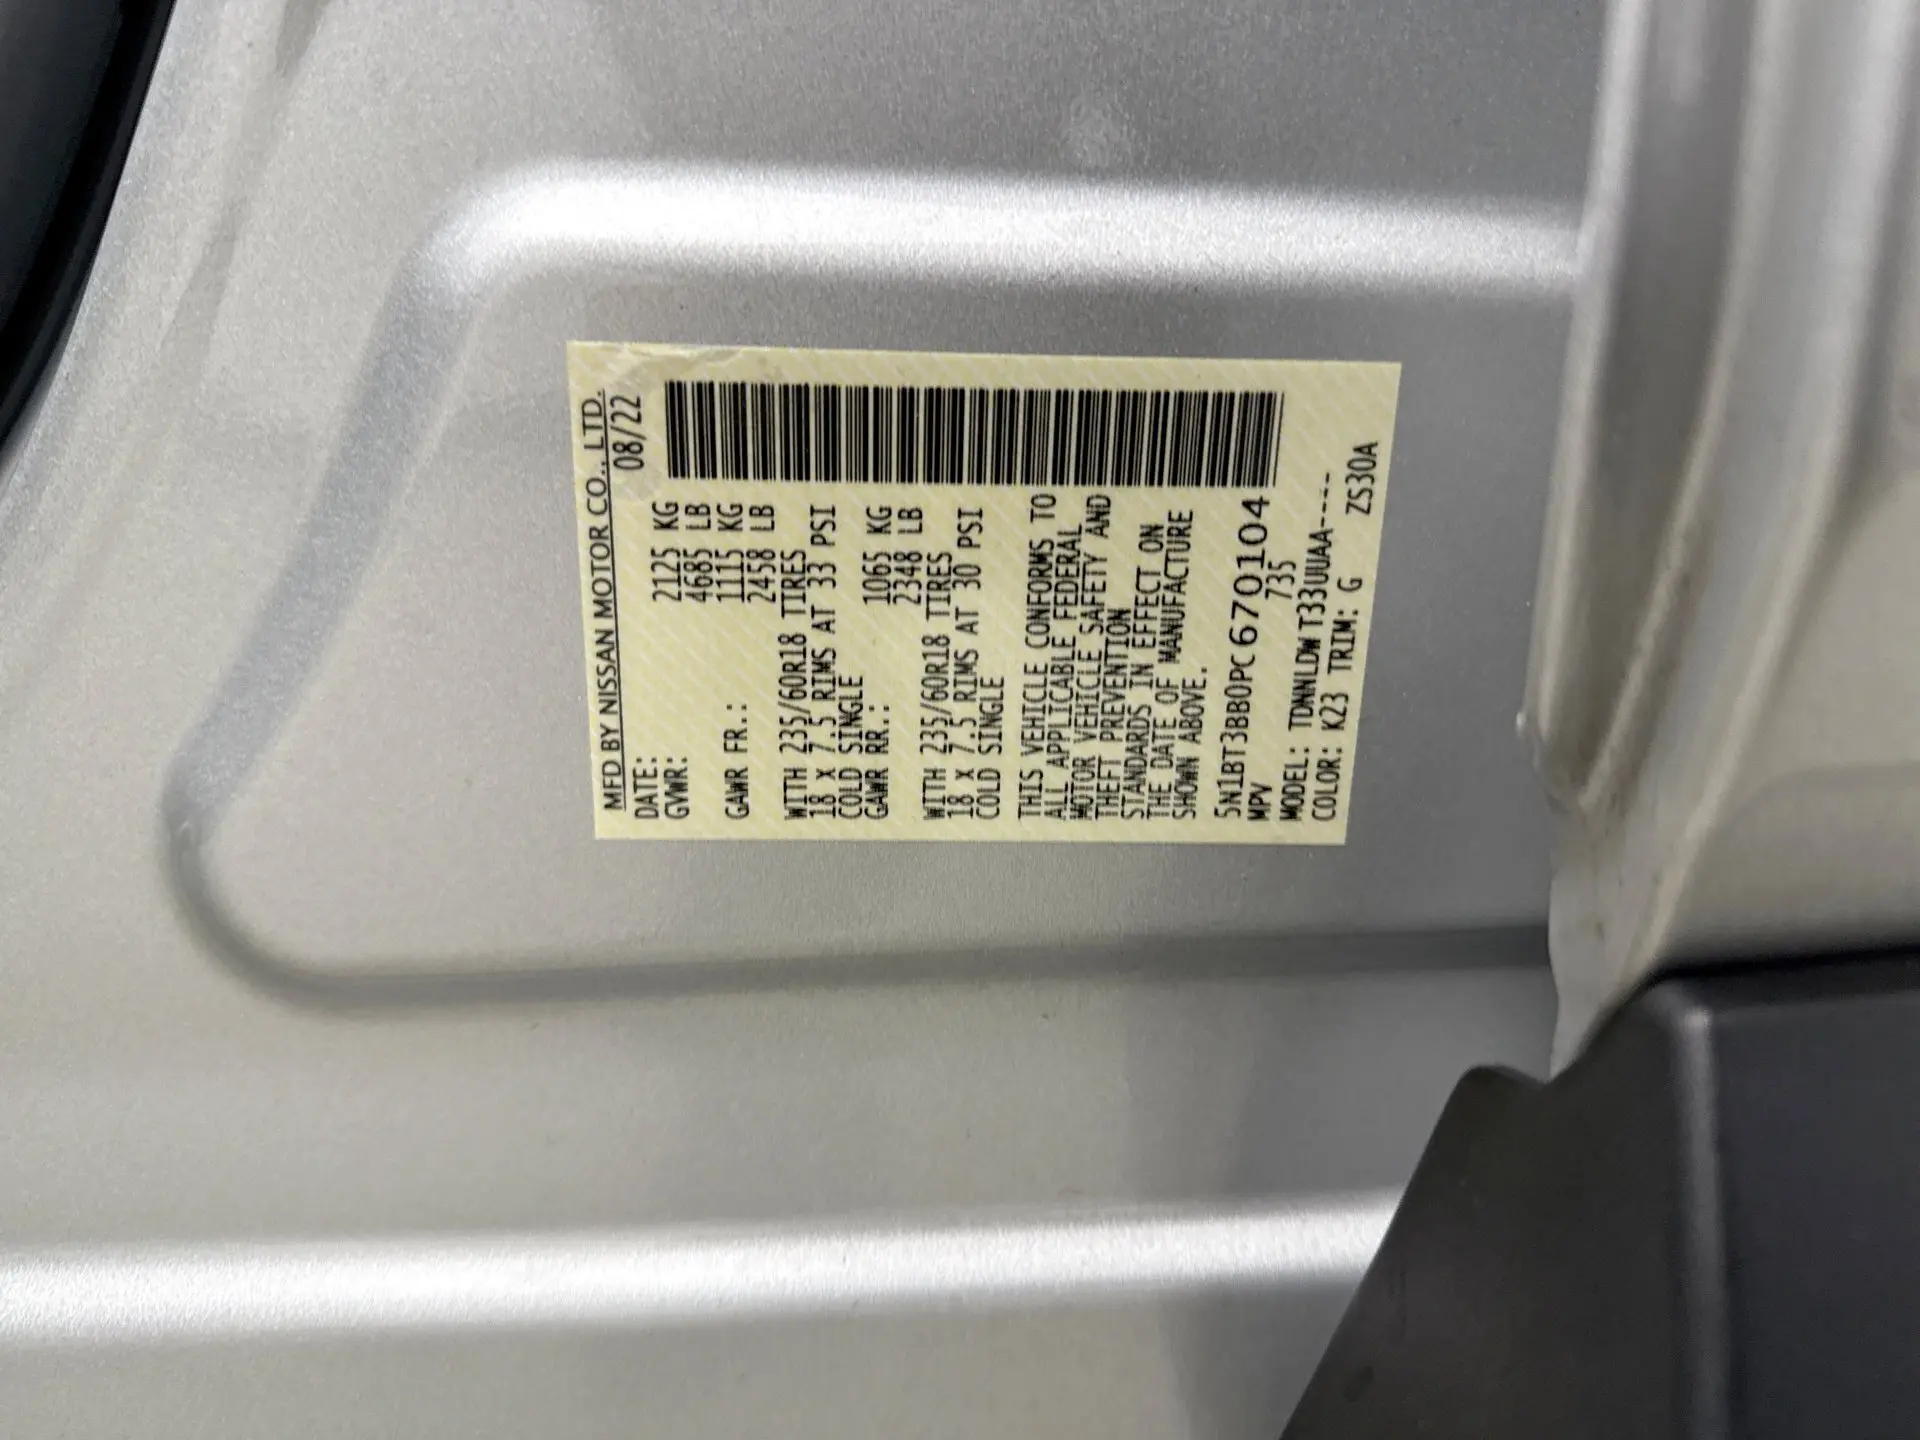 MFD BY NISSAN MOTOR CO., LTD.
DATE: 08/22
GVWR: 2125 KG
4685 LB
GAWR FR.: 1115 KG
2458 LB
WITH 235/60R18 TIRES
18 X 7.5 RIMS AT 33 PSI
COLD SINGLE
GAWR RR.: 1065 KG
2348 LB
WITH 235/60R18 TIRES
18 X 7.5 RIMS AT 30 PSI
COLD SINGLE
THIS VEHICLE CONFORMS TO
ALL APPLICABLE FEDERAL
MOTOR VEHICLE SAFETY AND
THEFT PREVENTION
STANDARDS IN EFFECT ON
THE DATE OF MANUFACTURE
SHOWN ABOVE.
5N1BT3BB0PC670104
MPV 735
MODEL: TDNNLDW T33UUAA----
COLOR: K23 TRIM: G ZS30A